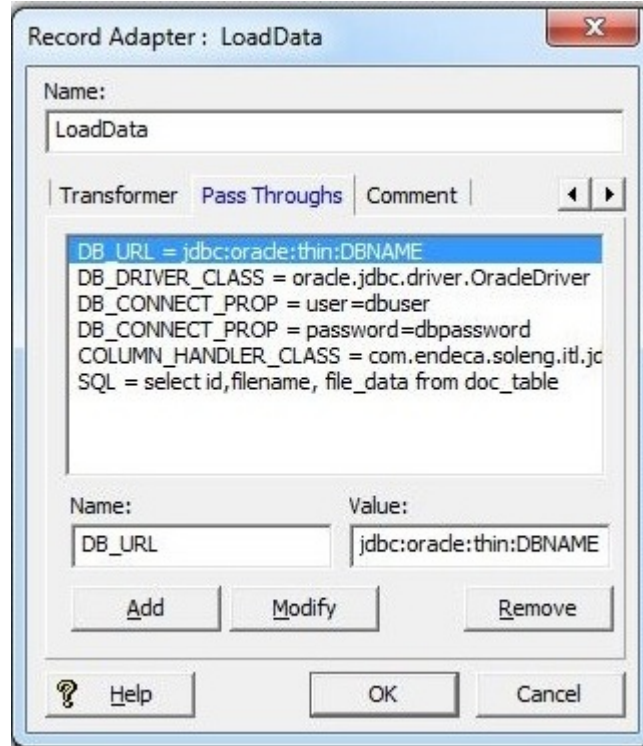 Record Adapter : LoadData
Name:
LoadData
Transformer Pass Throughs Comment
DB_URL = jdbc:oracle:thin:DBNAME
DB_DRIVER_CLASS = oracle.jdbc.driver.OracleDriver
DB_CONNECT_PROP = user=dbuser
DB_CONNECT_PROP = password=dbpassword
COLUMN_HANDLER_CLASS = com.endeca.soleng.itl.jd
SQL = select id,filename, file_data from doc_table
Name: Value:
DB_URL jdbc:oracle:thin:DBNAME
Add Modify Remove
? Help OK Cancel